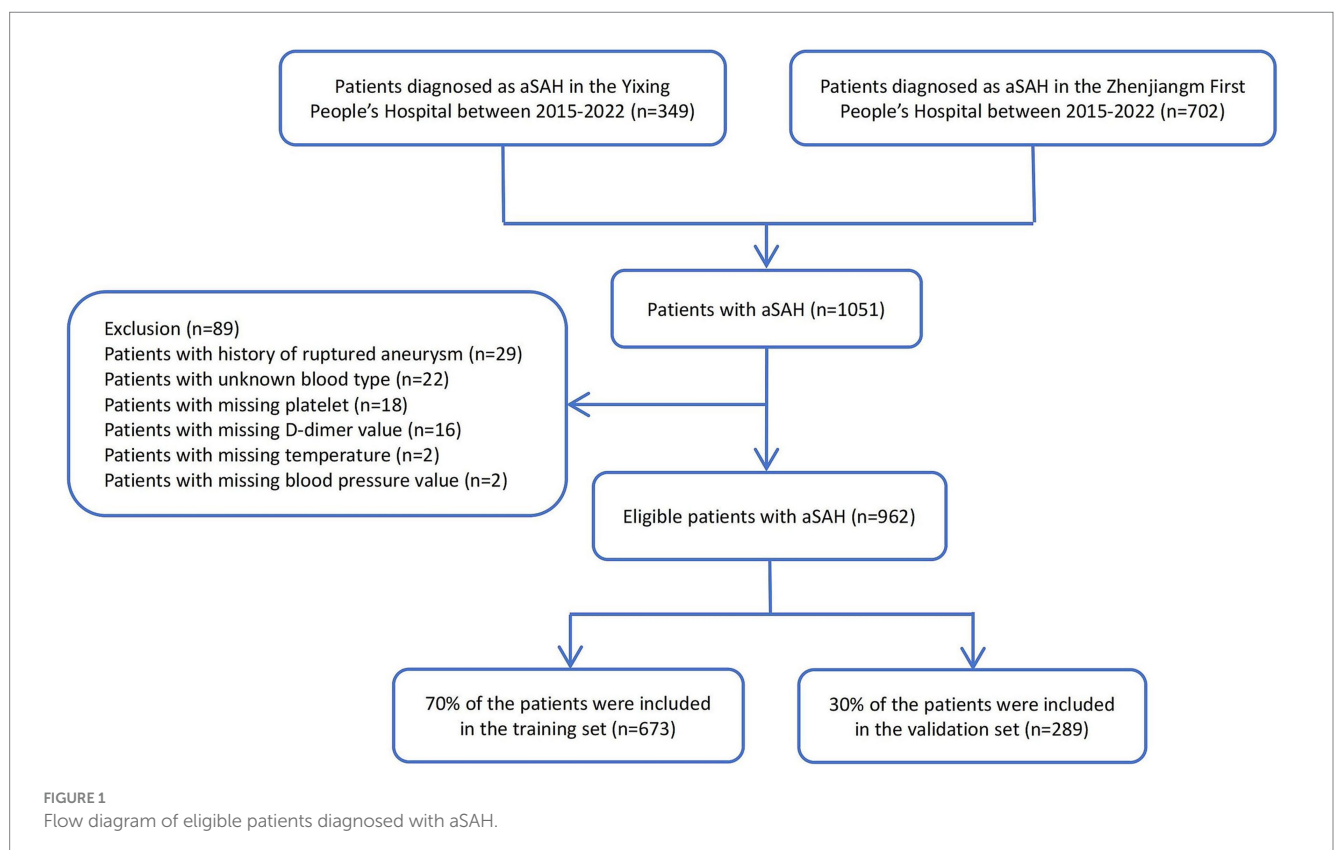 Patients diagnosed as aSAH in the Yixing
People's Hospital between 2015-2022 (n=349)
Patients diagnosed as aSAH in the Zhenjiangm First
People's Hospital between 2015-2022 (n=702)
Patients with aSAH (n=1051)
Exclusion (n=89)
Patients with history of ruptured aneurysm (n=29)
Patients with unknown blood type (n=22)
Patients with missing platelet (n=18)
Patients with missing D-dimer value (n=16)
Patients with missing temperature (n=2)
Patients with missing blood pressure value (n=2)
Eligible patients with aSAH (n=962)
70% of the patients were included
in the training set (n=673)
30% of the patients were included
in the validation set (n=289)
FIGURE 1
Flow diagram of eligible patients diagnosed with aSAH.